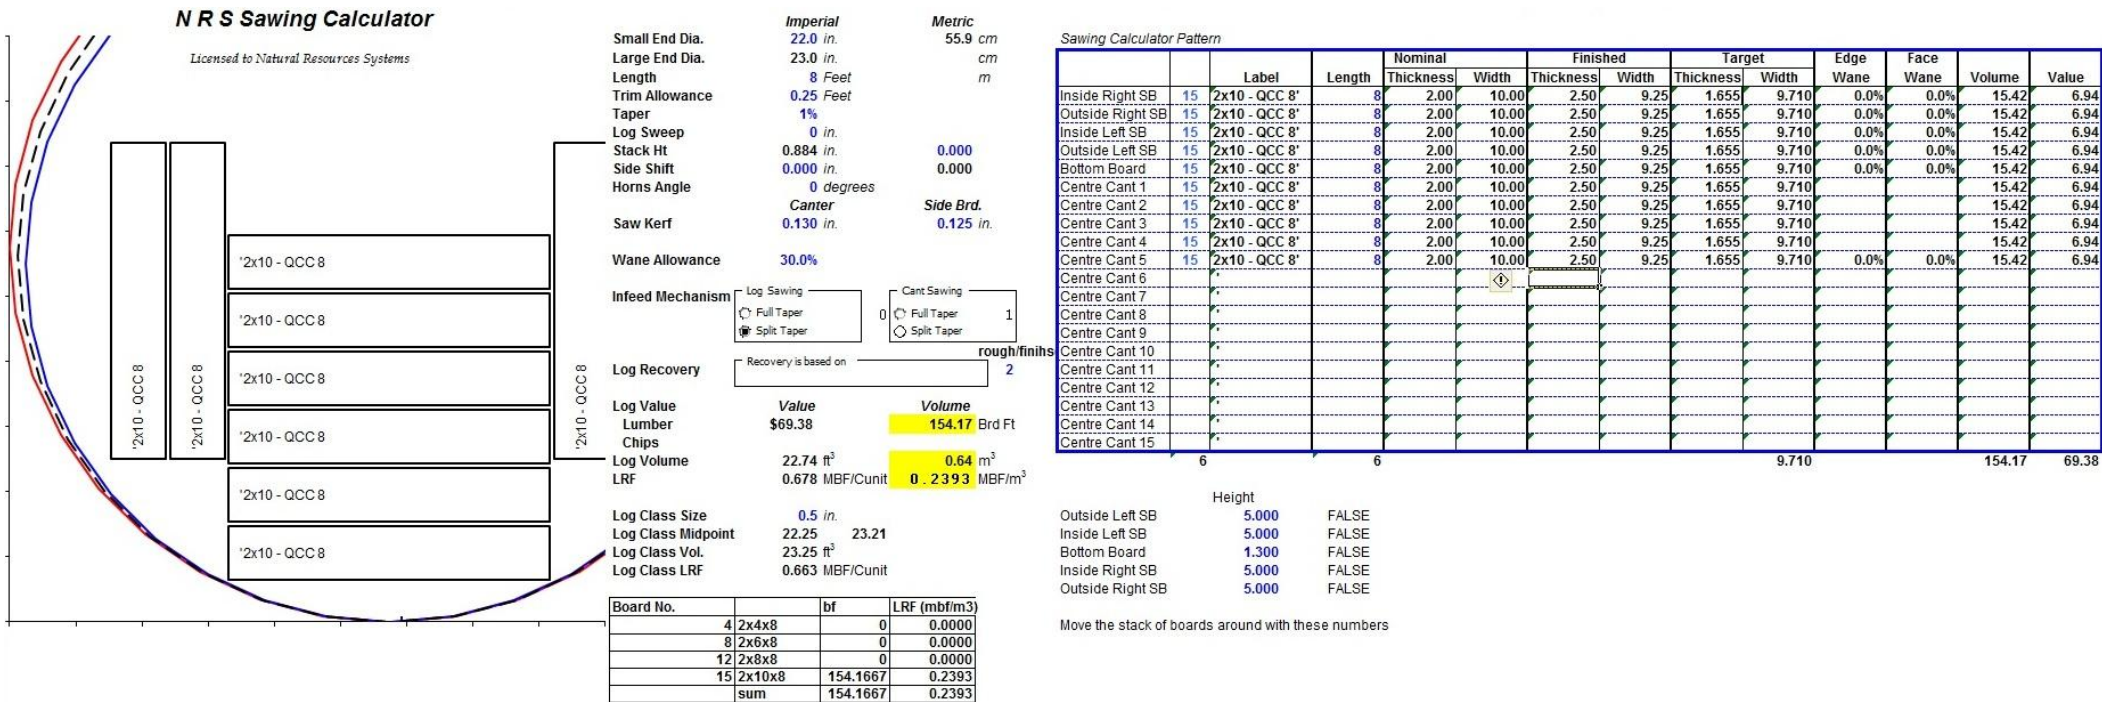 N R S Sawing Calculator
Licensed to Natural Resources Systems
'2x10 - QCC 8
'2x10 - QCC 8
'2x10 - QCC 8
'2x10 - QCC 8
'2x10 - QCC 8
'2x10 - QCC 8
'2x10 - QCC 8
'2x10 - QCC 8
'2x10 - QCC 8
Imperial Metric
Small End Dia. 22.0 in. 55.9 cm
Large End Dia. 23.0 in. cm
Length 8 Feet m
Trim Allowance 0.25 Feet
Taper 1%
Log Sweep 0 in.
Stack Ht 0.884 in. 0.000
Side Shift 0.000 in. 0.000
Horns Angle 0 degrees
Canter Side Brd.
Saw Kerf 0.130 in. 0.125 in.
Wane Allowance 30.0%
Infeed Mechanism
Log Sawing
Full Taper 0
Split Taper
Cant Sawing
Full Taper 1
Split Taper
rough/finihs
Log Recovery Recovery is based on 2
Log Value Value Volume
Lumber $69.38 154.17 Brd Ft
Chips
Log Volume 22.74 ft3 0.64 m3
LRF 0.678 MBF/Cunit 0.2393 MBF/m3
Log Class Size 0.5 in.
Log Class Midpoint 22.25 23.21
Log Class Vol. 23.25 ft3
Log Class LRF 0.663 MBF/Cunit
Board No. bf LRF (mbf/m3)
4 2x4x8 0 0.0000
8 2x6x8 0 0.0000
12 2x8x8 0 0.0000
15 2x10x8 154.1667 0.2393
sum 154.1667 0.2393
Sawing Calculator Pattern
Nominal Finished Target Edge Face
Label Length Thickness Width Thickness Width Thickness Width Wane Wane Volume Value
Inside Right SB 15 '2x10 - QCC 8' 8 2.00 10.00 2.50 9.25 1.655 9.710 0.0% 0.0% 15.42 6.94
Outside Right SB 15 '2x10 - QCC 8' 8 2.00 10.00 2.50 9.25 1.655 9.710 0.0% 0.0% 15.42 6.94
Inside Left SB 15 '2x10 - QCC 8' 8 2.00 10.00 2.50 9.25 1.655 9.710 0.0% 0.0% 15.42 6.94
Outside Left SB 15 '2x10 - QCC 8' 8 2.00 10.00 2.50 9.25 1.655 9.710 0.0% 0.0% 15.42 6.94
Bottom Board 15 '2x10 - QCC 8' 8 2.00 10.00 2.50 9.25 1.655 9.710 0.0% 0.0% 15.42 6.94
Centre Cant 1 15 '2x10 - QCC 8' 8 2.00 10.00 2.50 9.25 1.655 9.710 15.42 6.94
Centre Cant 2 15 '2x10 - QCC 8' 8 2.00 10.00 2.50 9.25 1.655 9.710 15.42 6.94
Centre Cant 3 15 '2x10 - QCC 8' 8 2.00 10.00 2.50 9.25 1.655 9.710 15.42 6.94
Centre Cant 4 15 '2x10 - QCC 8' 8 2.00 10.00 2.50 9.25 1.655 9.710 15.42 6.94
Centre Cant 5 15 '2x10 - QCC 8' 8 2.00 10.00 2.50 9.25 1.655 9.710 0.0% 0.0% 15.42 6.94
Centre Cant 6 '
Centre Cant 7 '
Centre Cant 8 '
Centre Cant 9 '
Centre Cant 10 '
Centre Cant 11 '
Centre Cant 12 '
Centre Cant 13 '
Centre Cant 14 '
Centre Cant 15 '
6 6 9.710 154.17 69.38
Height
Outside Left SB 5.000 FALSE
Inside Left SB 5.000 FALSE
Bottom Board 1.300 FALSE
Inside Right SB 5.000 FALSE
Outside Right SB 5.000 FALSE
Move the stack of boards around with these numbers